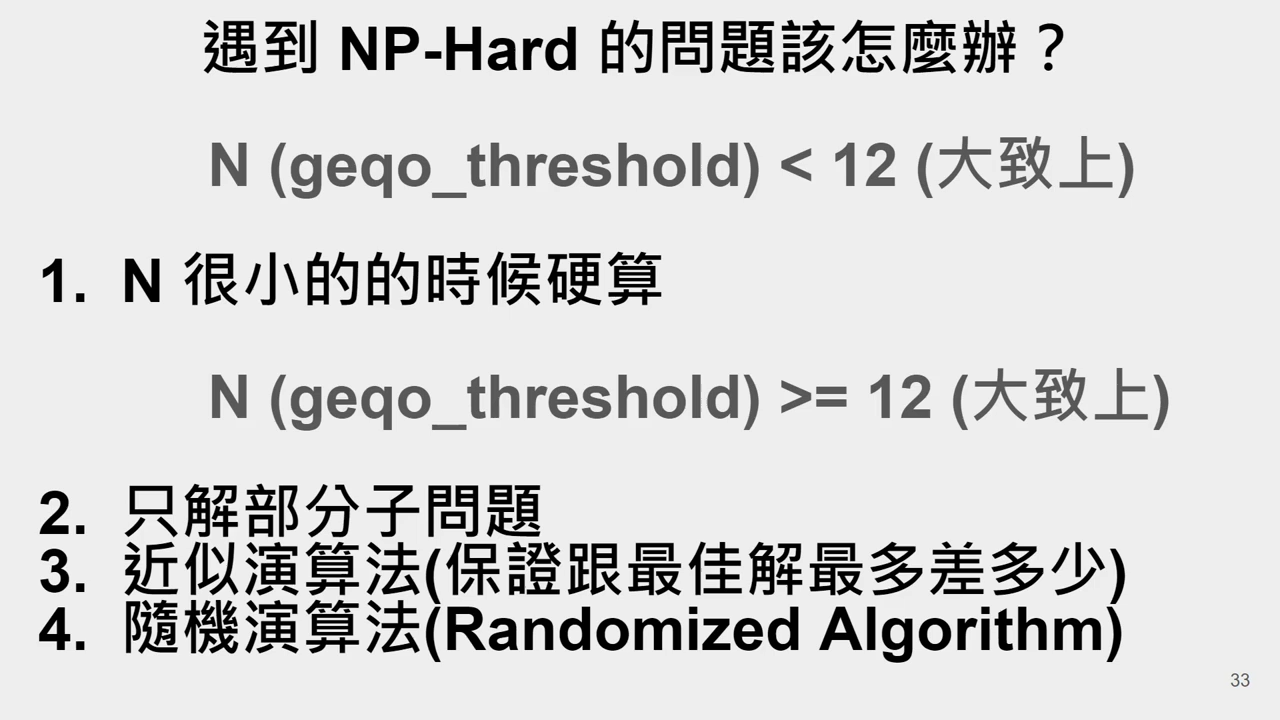 遇到 NP-Hard 的問題該怎麼辦？
N (geqo_threshold) < 12 (大致上)
1. N 很小的的時候硬算
N (geqo_threshold) >= 12 (大致上)
2. 只解部分子問題
3. 近似演算法(保證跟最佳解最多差多少)
4. 隨機演算法(Randomized Algorithm)
33